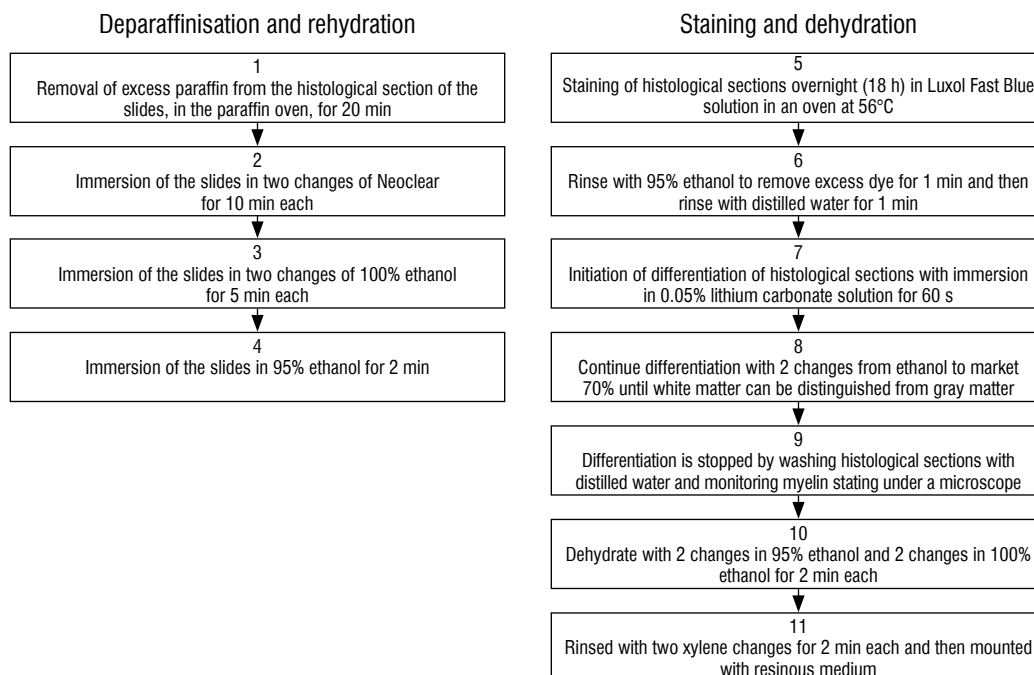 Deparaffinisation and rehydration
1
Removal of excess paraffin from the histological section of the
slides, in the paraffin oven, for 20 min
2
Immersion of the slides in two changes of Neoclear
for 10 min each
3
Immersion of the slides in two changes of 100% ethanol
for 5 min each
4
Immersion of the slides in 95% ethanol for 2 min
Staining and dehydration
5
Staining of histological sections overnight (18 h) in Luxol Fast Blue
solution in an oven at 56°C
6
Rinse with 95% ethanol to remove excess dye for 1 min and then
rinse with distilled water for 1 min
7
Initiation of differentiation of histological sections with immersion
in 0.05% lithium carbonate solution for 60 s
8
Continue differentiation with 2 changes from ethanol to market
70% until white matter can be distinguished from gray matter
9
Differentiation is stopped by washing histological sections with
distilled water and monitoring myelin stating under a microscope
10
Dehydrate with 2 changes in 95% ethanol and 2 changes in 100%
ethanol for 2 min each
11
Rinsed with two xylene changes for 2 min each and then mounted
with resinous medium